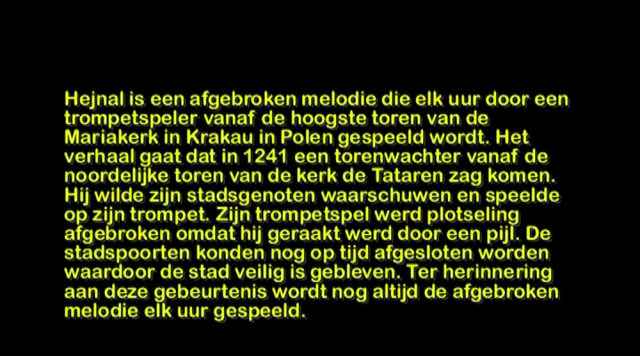 Hejnal is een afgebroken melodie die elk uur door een
trompetspeler vanaf de hoogste toren van de
Mariakerk in Krakau in Polen gespeeld wordt. Het
verhaal gaat dat in 1241 een torenwachter vanaf de
noordelijke toren van de kerk de Tataren zag komen.
Hij wilde zijn stadsgenoten waarschuwen en speelde
op zijn trompet. Zijn trompetspel werd plotseling
afgebroken omdat hij geraakt werd door een pijl. De
stadspoorten konden nog op tijd afgesloten worden
waardoor de stad veilig is gebleven. Ter herinnering
aan deze gebeurtenis wordt nog altijd de afgebroken
melodie elk uur gespeeld.